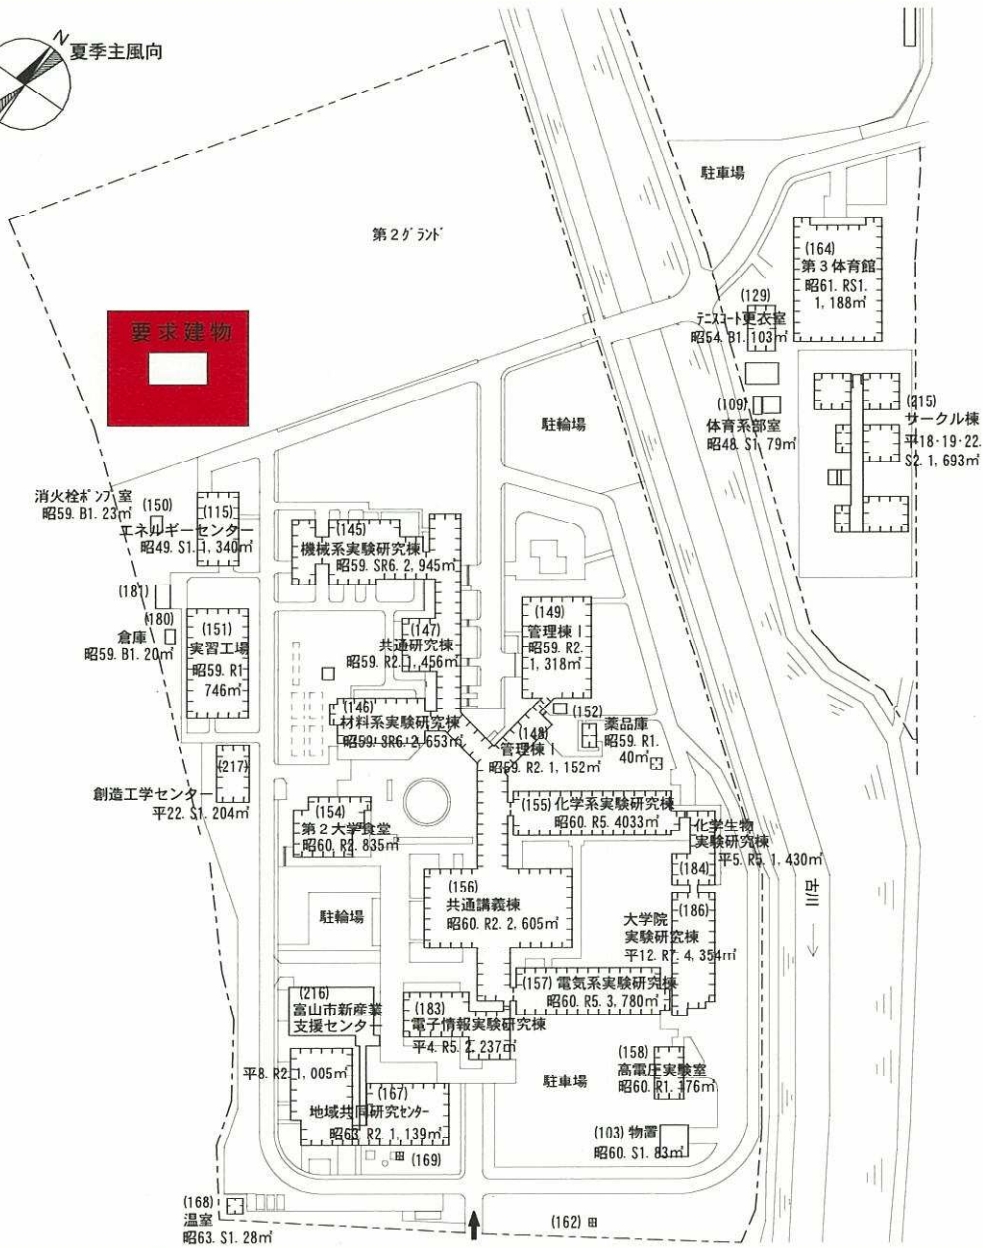 N
夏季主風向
駐車場
第2グランド
(164)
第3体育館
昭61. RS1.
1, 188㎡
要求建物
(129)
テニスコート更衣室
昭54. B1. 103㎡
(109)
体育系部室
昭48. S1. 79㎡
(215)
サークル棟
平18・19・22.
S2. 1, 693㎡
駐輪場
消火栓ポンプ室
昭59. B1. 23㎡
(150)
(115)
エネルギーセンター
昭49. S1. 1, 340㎡
(145)
機械系実験研究棟
昭59. SR6. 2, 945㎡
(181)
(180)
倉庫
昭59. B1. 20㎡
(151)
実習工場
昭59. R1
746㎡
(147)
共通研究棟
昭59. R2. 1, 456㎡
(149)
管理棟Ⅰ
昭59. R2.
1, 318㎡
(146)
材料系実験研究棟
昭59. SR6. 2, 653㎡
(148)
管理棟Ⅰ
昭59. R2. 1, 152㎡
(152)
薬品庫
昭59. R1.
40㎡
(217)
創造工学センター
平22. S1. 204㎡
(154)
第2大学食堂
昭60. R2. 835㎡
(155) 化学系実験研究棟
昭60. R5. 4033㎡
化学生物
実験研究棟
平5. R5. 1, 430㎡
(184)
(156)
共通講義棟
昭60. R2. 2, 605㎡
駐輪場
(186)
大学院
実験研究棟
平12. R7. 4, 354㎡
古川
(157) 電気系実験研究棟
昭60. R5. 3, 780㎡
(216)
富山市新産業
支援センター
平8. R2. 1, 005㎡
(183)
電子情報実験研究棟
平4. R5. 2, 237㎡
(158)
高電圧実験室
昭60. R1. 176㎡
駐車場
(167)
地域共同研究センター
昭63. R2. 1, 139㎡
(103) 物置
昭60. S1. 83㎡
(169)
(168)
温室
昭63. S1. 28㎡
(162)